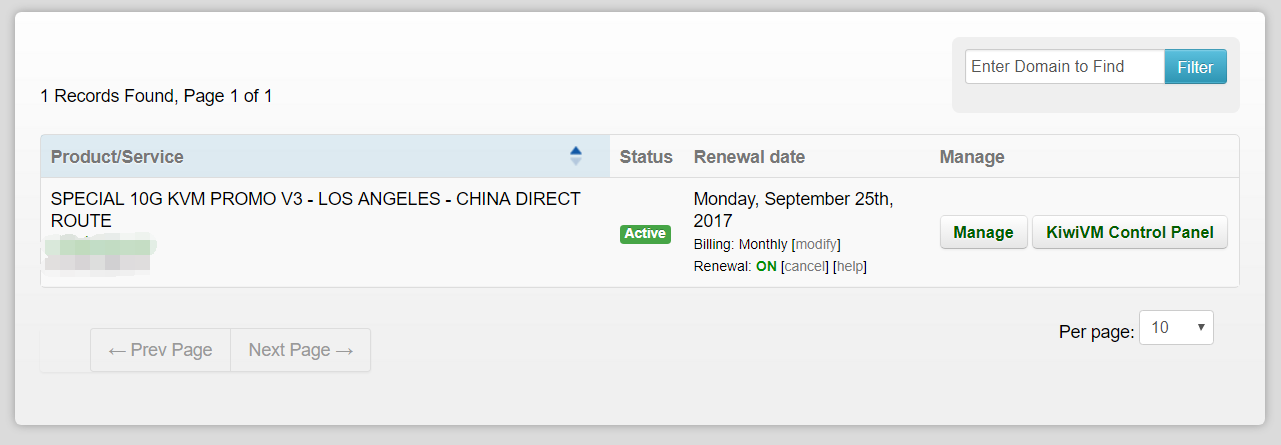 Enter Domain to Find
Filter
1 Records Found, Page 1 of 1
Product/Service
Status
Renewal date
Manage
SPECIAL 10G KVM PROMO V3 - LOS ANGELES - CHINA DIRECT
ROUTE
Active
Monday, September 25th,
2017
Billing: Monthly [modify]
Renewal: ON [cancel] [help]
Manage
KiwiVM Control Panel
← Prev Page
Next Page →
Per page: 10